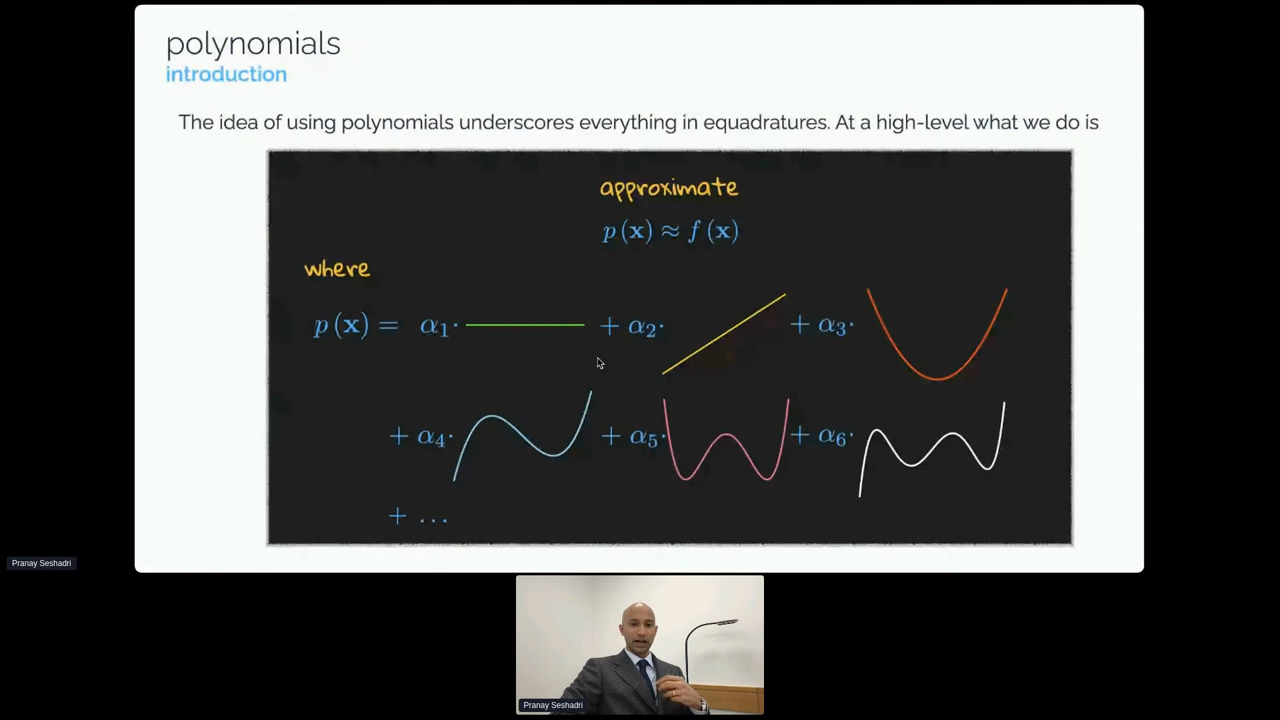 polynomials
introduction
The idea of using polynomials underscores everything in equadratures. At a high-level what we do is
approximate
p (x) ≈ f (x)
where
p (x) = α₁· + α₂· + α₃·
+ α₄· + α₅· + α₆·
+ ...
Pranay Seshadri
Pranay Seshadri